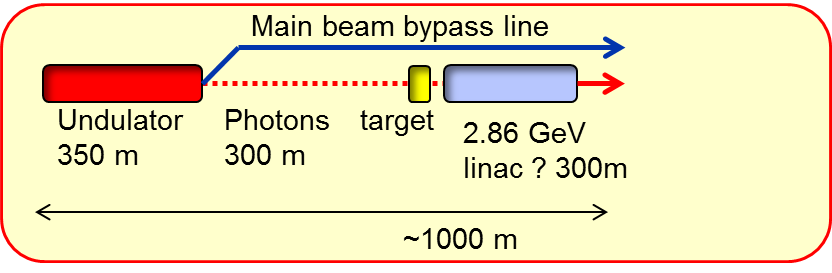 Main beam bypass line
Undulator
350 m
Photons
300 m
target
2.86 GeV
linac ? 300m
~1000 m